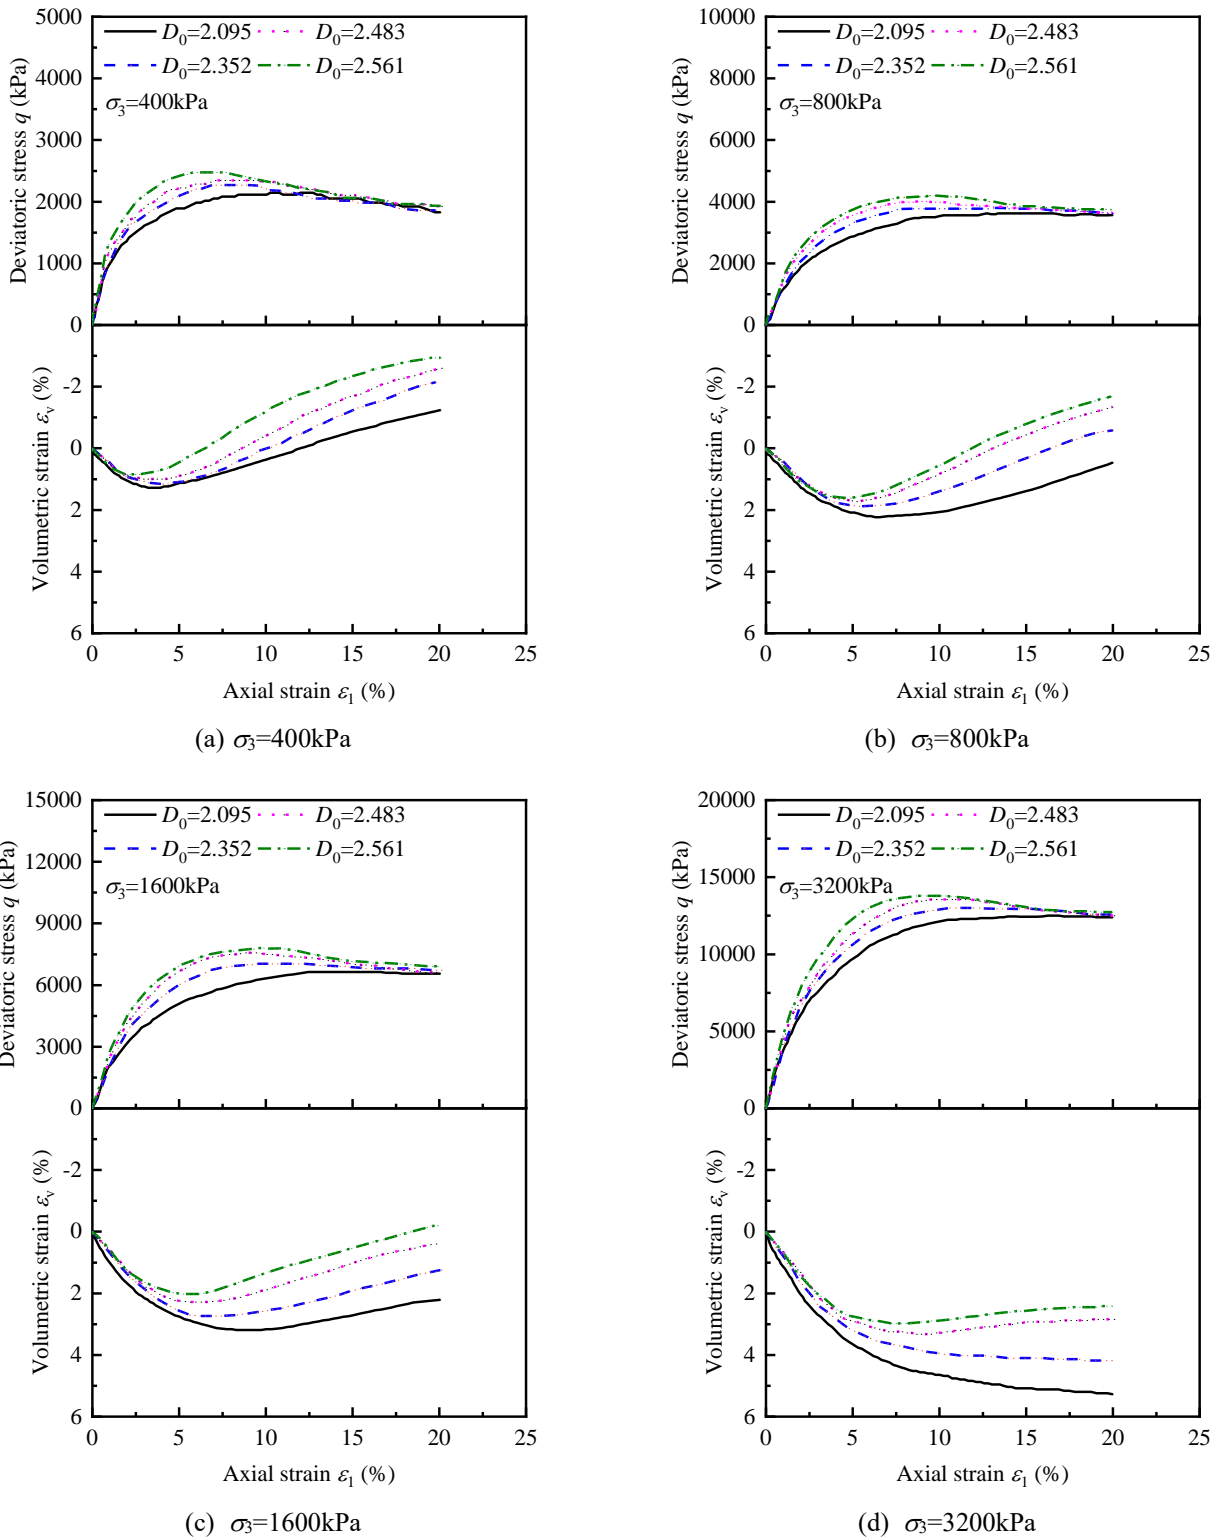 5000
4000
3000
2000
1000
0
Deviatoric stress q (kPa)
D0=2.095
D0=2.483
D0=2.352
D0=2.561
σ3=400kPa
-2
0
2
4
6
Volumetric strain εv (%)
0 5 10 15 20 25
Axial strain ε1 (%)
(a) σ3=400kPa
10000
8000
6000
4000
2000
0
Deviatoric stress q (kPa)
D0=2.095
D0=2.483
D0=2.352
D0=2.561
σ3=800kPa
-2
0
2
4
6
Volumetric strain εv (%)
0 5 10 15 20 25
Axial strain ε1 (%)
(b) σ3=800kPa
15000
12000
9000
6000
3000
0
Deviatoric stress q (kPa)
D0=2.095
D0=2.483
D0=2.352
D0=2.561
σ3=1600kPa
-2
0
2
4
6
Volumetric strain εv (%)
0 5 10 15 20 25
Axial strain ε1 (%)
(c) σ3=1600kPa
20000
15000
10000
5000
0
Deviatoric stress q (kPa)
D0=2.095
D0=2.483
D0=2.352
D0=2.561
σ3=3200kPa
-2
0
2
4
6
Volumetric strain εv (%)
0 5 10 15 20 25
Axial strain ε1 (%)
(d) σ3=3200kPa